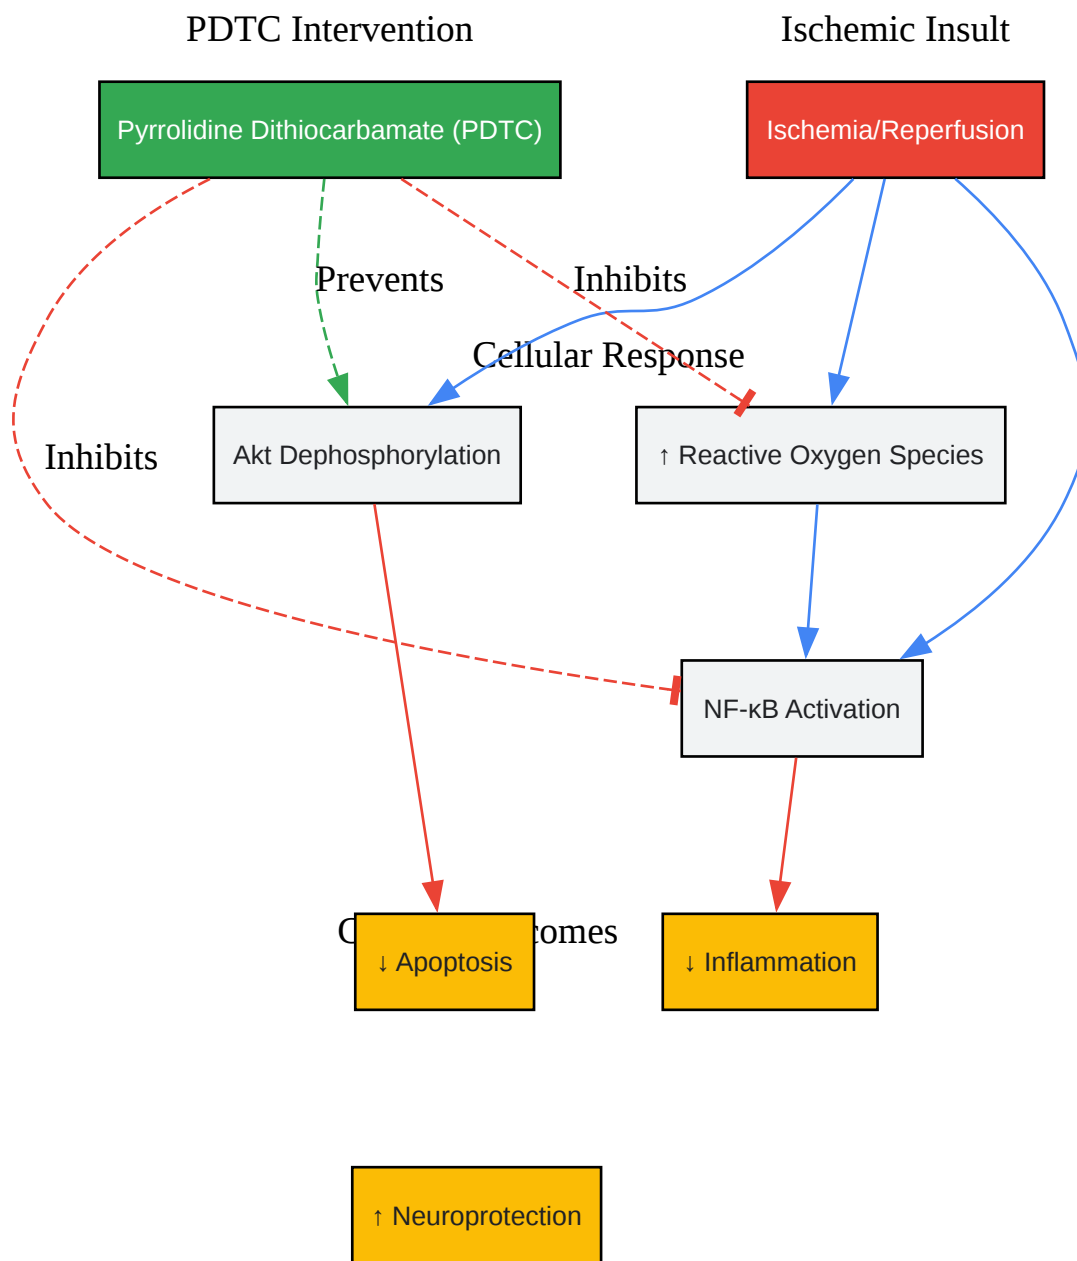 PDTC Intervention
Ischemic Insult
Pyrrolidine Dithiocarbamate (PDTC)
Ischemia/Reperfusion
Prevents
Inhibits
Cellular Response
Inhibits
Akt Dephosphorylation
↑ Reactive Oxygen Species
NF-κB Activation
↓ Apoptosis
↓ Inflammation
↑ Neuroprotection